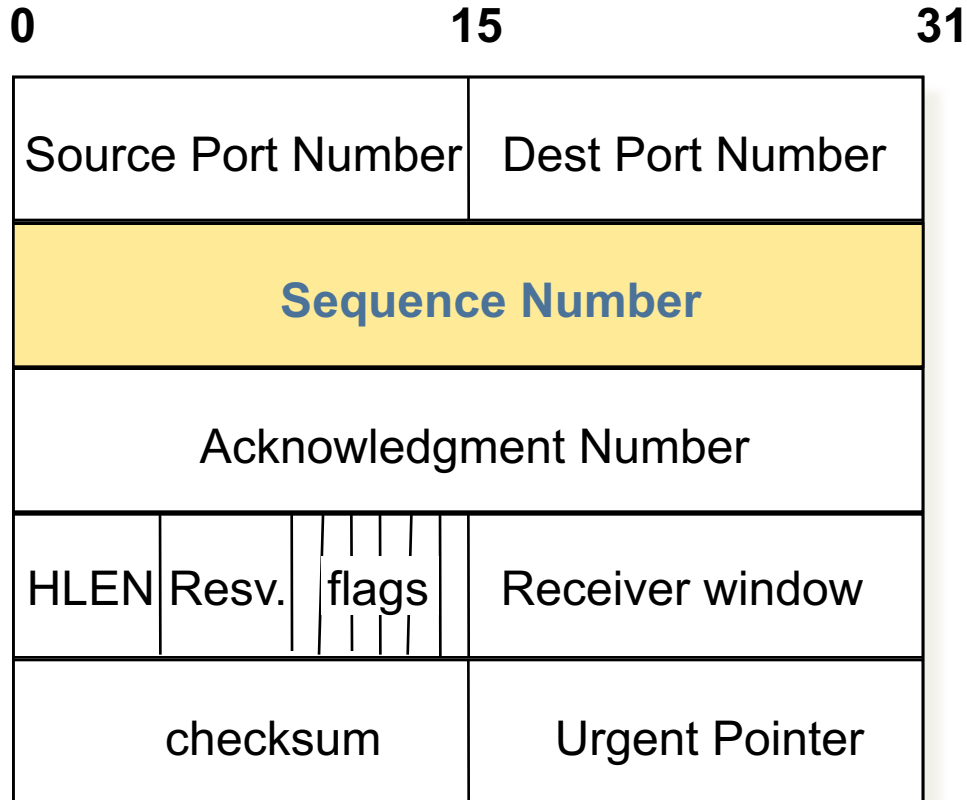 0 15 31
Source Port Number Dest Port Number
Sequence Number
Acknowledgment Number
HLEN Resv. flags Receiver window
checksum Urgent Pointer